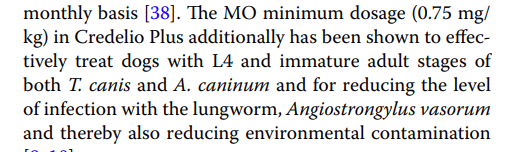 monthly basis [38]. The MO minimum dosage (0.75 mg/
kg) in Credelio Plus additionally has been shown to effec-
tively treat dogs with L4 and immature adult stages of
both T. canis and A. caninum and for reducing the level
of infection with the lungworm, Angiostrongylus vasorum
and thereby also reducing environmental contamination